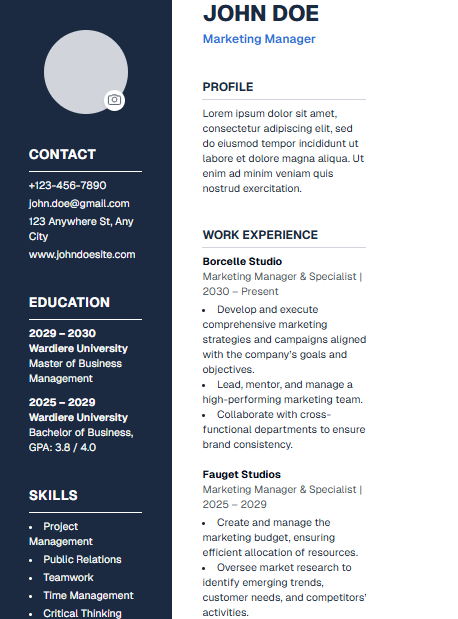 JOHN DOE
Marketing Manager
CONTACT
+123-456-7890
john.doe@gmail.com
123 Anywhere St, Any
City
www.johndoesite.com
EDUCATION
2029 – 2030
Wardiere University
Master of Business
Management
2025 – 2029
Wardiere University
Bachelor of Business,
GPA: 3.8 / 4.0
SKILLS
• Project
Management
• Public Relations
• Teamwork
• Time Management
• Critical Thinking
PROFILE
Lorem ipsum dolor sit amet,
consectetur adipiscing elit, sed
do eiusmod tempor incididunt ut
labore et dolore magna aliqua. Ut
enim ad minim veniam quis
nostrud exercitation.
WORK EXPERIENCE
Borcelle Studio
Marketing Manager & Specialist |
2030 – Present
• Develop and execute
comprehensive marketing
strategies and campaigns aligned
with the company's goals and
objectives.
• Lead, mentor, and manage a
high-performing marketing team.
• Collaborate with cross-
functional departments to ensure
brand consistency.
Fauget Studios
Marketing Manager & Specialist |
2025 – 2029
• Create and manage the
marketing budget, ensuring
efficient allocation of resources.
• Oversee market research to
identify emerging trends,
customer needs, and competitors'
activities.